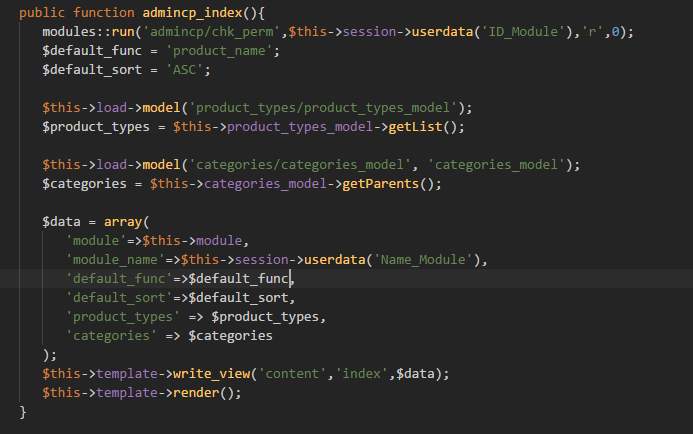 public function admincp_index(){
modules::run('admincp/chk_perm',$this->session->userdata('ID_Module'),'r',0);
$default_func = 'product_name';
$default_sort = 'ASC';
$this->load->model('product_types/product_types_model');
$product_types = $this->product_types_model->getList();
$this->load->model('categories/categories_model', 'categories_model');
$categories = $this->categories_model->getParents();
$data = array(
'module'=>$this->module,
'module_name'=>$this->session->userdata('Name_Module'),
'default_func'=>$default_func,
'default_sort'=>$default_sort,
'product_types' => $product_types,
'categories' => $categories
);
$this->template->write_view('content','index',$data);
$this->template->render();
}